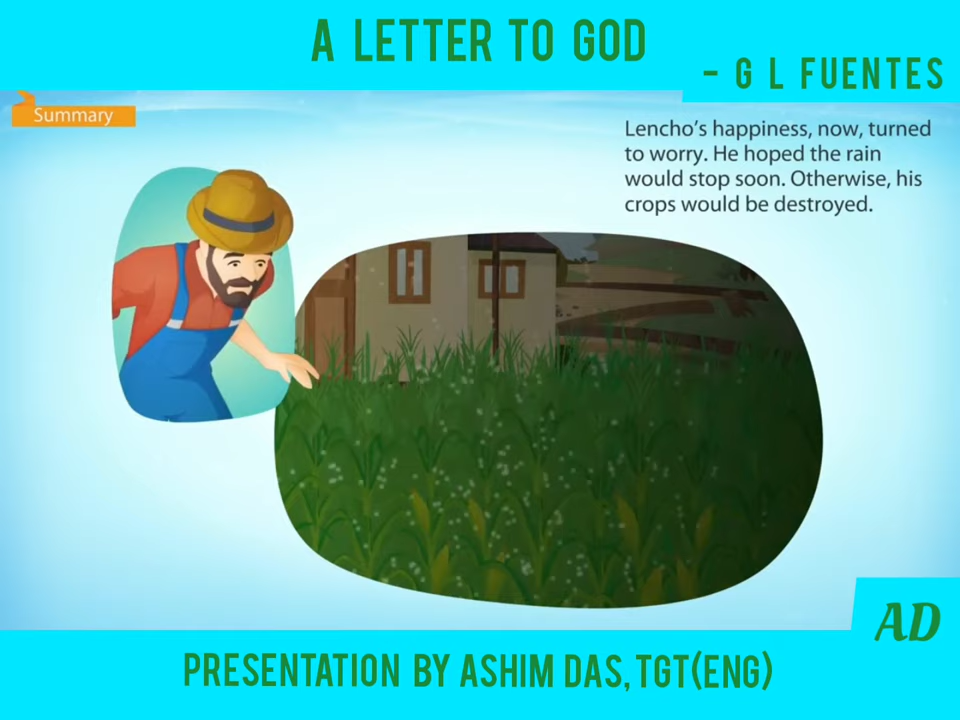 A LETTER TO GOD
- G L FUENTES
Summary
Lencho's happiness, now, turned
to worry. He hoped the rain
would stop soon. Otherwise, his
crops would be destroyed.
AD
PRESENTATION BY ASHIM DAS, TGT(ENG)